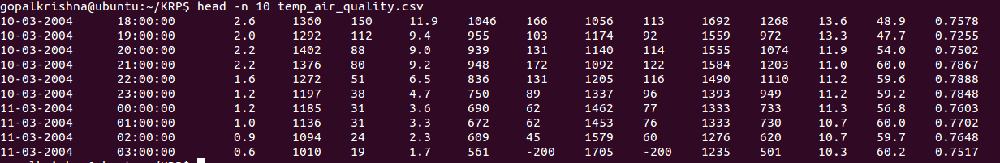 gopalkrishna@ubuntu:~/KRP$ head -n 10 temp_air_quality.csv
10-03-2004 18:00:00 2.6 1360 150 11.9 1046 166 1056 113 1692 1268 13.6 48.9 0.7578
10-03-2004 19:00:00 2.0 1292 112 9.4 955 103 1174 92 1559 972 13.3 47.7 0.7255
10-03-2004 20:00:00 2.2 1402 88 9.0 939 131 1140 114 1555 1074 11.9 54.0 0.7502
10-03-2004 21:00:00 2.2 1376 80 9.2 948 172 1092 122 1584 1203 11.0 60.0 0.7867
10-03-2004 22:00:00 1.6 1272 51 6.5 836 131 1205 116 1490 1110 11.2 59.6 0.7888
10-03-2004 23:00:00 1.2 1197 38 4.7 750 89 1337 96 1393 949 11.2 59.2 0.7848
11-03-2004 00:00:00 1.2 1185 31 3.6 690 62 1462 77 1333 733 11.3 56.8 0.7603
11-03-2004 01:00:00 1.0 1136 31 3.3 672 62 1453 76 1333 730 10.7 60.0 0.7702
11-03-2004 02:00:00 0.9 1094 24 2.3 609 45 1579 60 1276 620 10.7 59.7 0.7648
11-03-2004 03:00:00 0.6 1010 19 1.7 561 -200 1705 -200 1235 501 10.3 60.2 0.7517